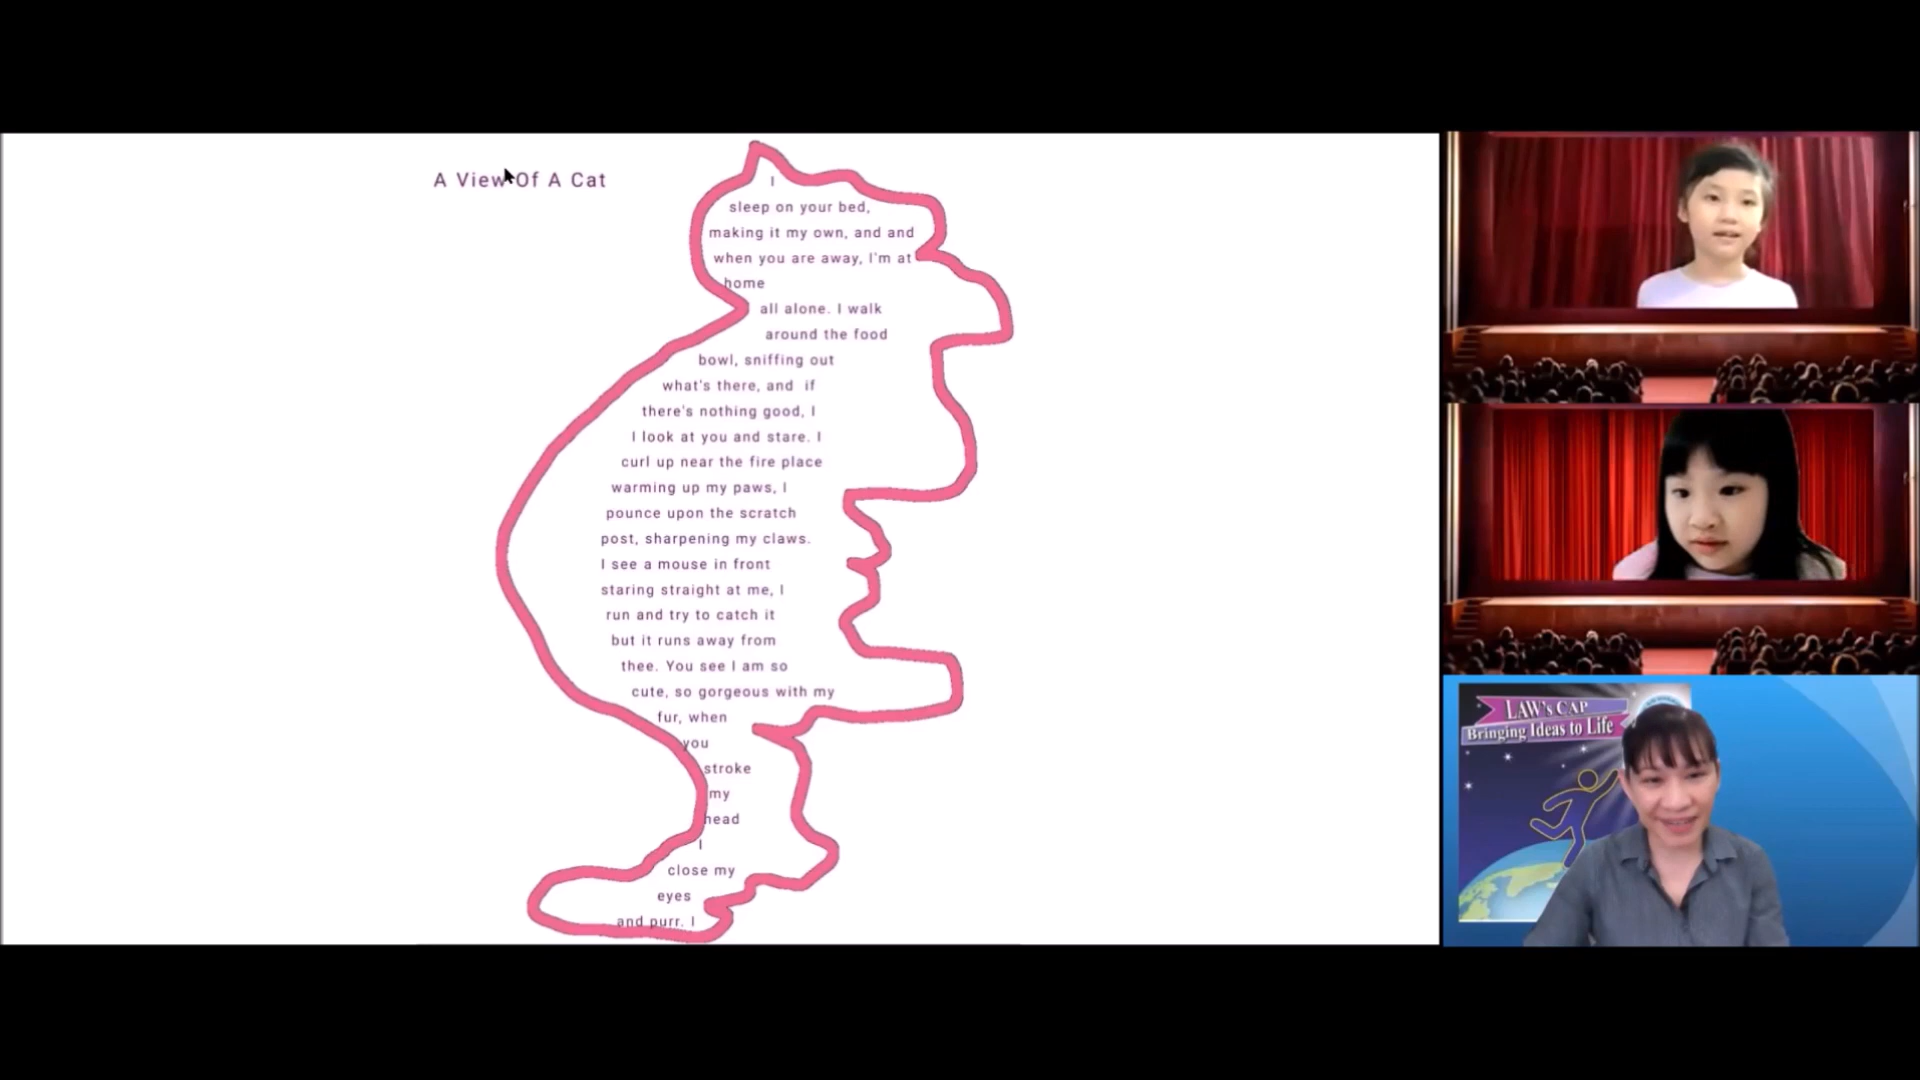 A View Of A Cat
I
sleep on your bed,
making it my own, and and
when you are away, I'm at
home
all alone. I walk
around the food
bowl, sniffing out
what's there, and if
there's nothing good, I
I look at you and stare. I
curl up near the fire place
warming up my paws, I
pounce upon the scratch
post, sharpening my claws.
I see a mouse in front
staring straight at me, I
run and try to catch it
but it runs away from
thee. You see I am so
cute, so gorgeous with my
fur, when
you
stroke
my
head
I
close my
eyes
and purr. I
LAW's CAP
Bringing Ideas to Life